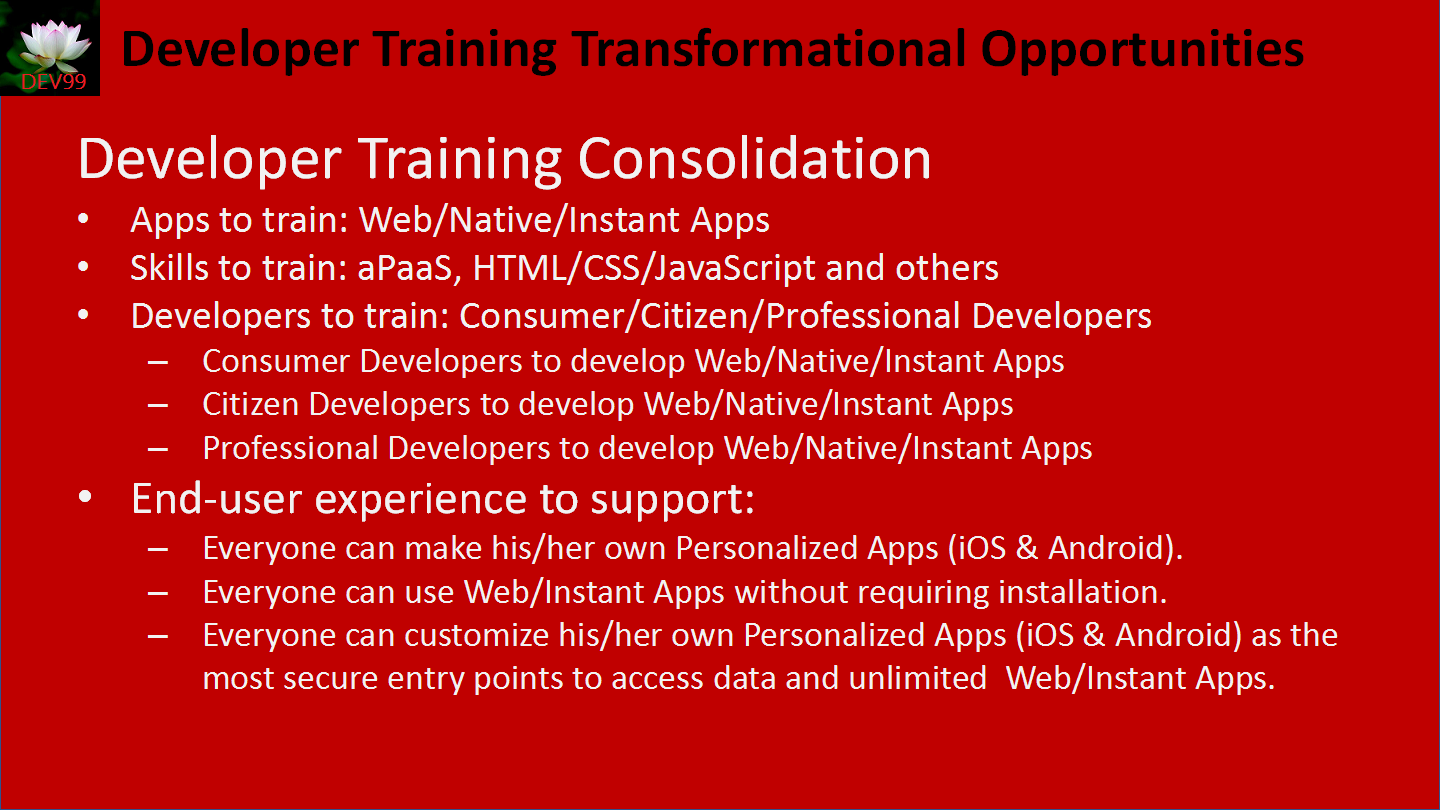 DEV99
Developer Training Transformational Opportunities
Developer Training Consolidation
• Apps to train: Web/Native/Instant Apps
• Skills to train: aPaaS, HTML/CSS/JavaScript and others
• Developers to train: Consumer/Citizen/Professional Developers
– Consumer Developers to develop Web/Native/Instant Apps
– Citizen Developers to develop Web/Native/Instant Apps
– Professional Developers to develop Web/Native/Instant Apps
• End-user experience to support:
– Everyone can make his/her own Personalized Apps (iOS & Android).
– Everyone can use Web/Instant Apps without requiring installation.
– Everyone can customize his/her own Personalized Apps (iOS & Android) as the
most secure entry points to access data and unlimited  Web/Instant Apps.